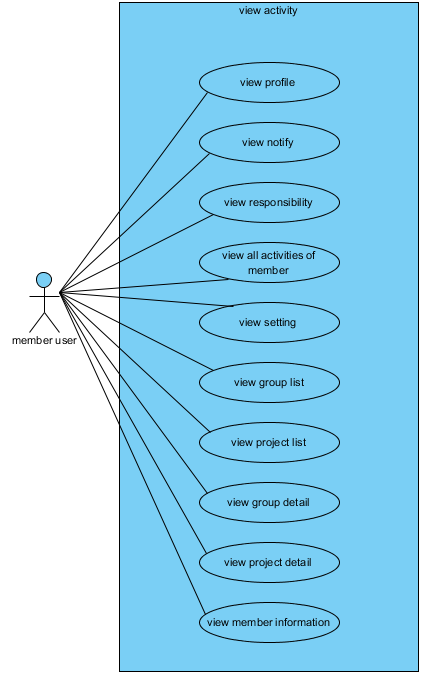 view activity
view profile
view notify
view responsibility
view all activities of
member
view setting
member user
view group list
view project list
view group detail
view project detail
view member information